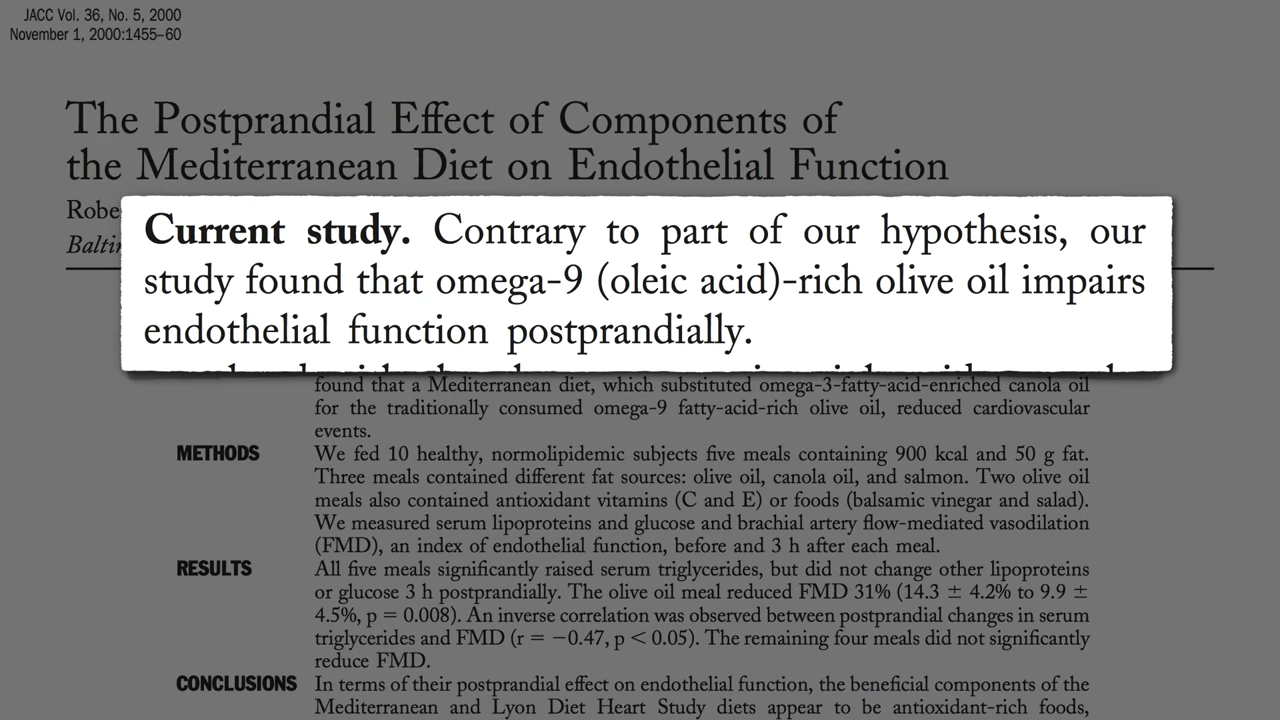 JACC Vol. 36, No. 5, 2000
November 1, 2000:1455–60
The Postprandial Effect of Components of
the Mediterranean Diet on Endothelial Function
Current study. Contrary to part of our hypothesis, our
study found that omega-9 (oleic acid)-rich olive oil impairs
endothelial function postprandially.
found that a Mediterranean diet, which substituted omega-3-fatty-acid-enriched canola oil
for the traditionally consumed omega-9 fatty-acid-rich olive oil, reduced cardiovascular
events.
METHODS We fed 10 healthy, normolipidemic subjects five meals containing 900 kcal and 50 g fat.
Three meals contained different fat sources: olive oil, canola oil, and salmon. Two olive oil
meals also contained antioxidant vitamins (C and E) or foods (balsamic vinegar and salad).
We measured serum lipoproteins and glucose and brachial artery flow-mediated vasodilation
(FMD), an index of endothelial function, before and 3 h after each meal.
RESULTS All five meals significantly raised serum triglycerides, but did not change other lipoproteins
or glucose 3 h postprandially. The olive oil meal reduced FMD 31% (14.3 ± 4.2% to 9.9 ±
4.5%, p = 0.008). An inverse correlation was observed between postprandial changes in serum
triglycerides and FMD (r = −0.47, p < 0.05). The remaining four meals did not significantly
reduce FMD.
CONCLUSIONS In terms of their postprandial effect on endothelial function, the beneficial components of the
Mediterranean and Lyon Diet Heart Study diets appear to be antioxidant-rich foods,